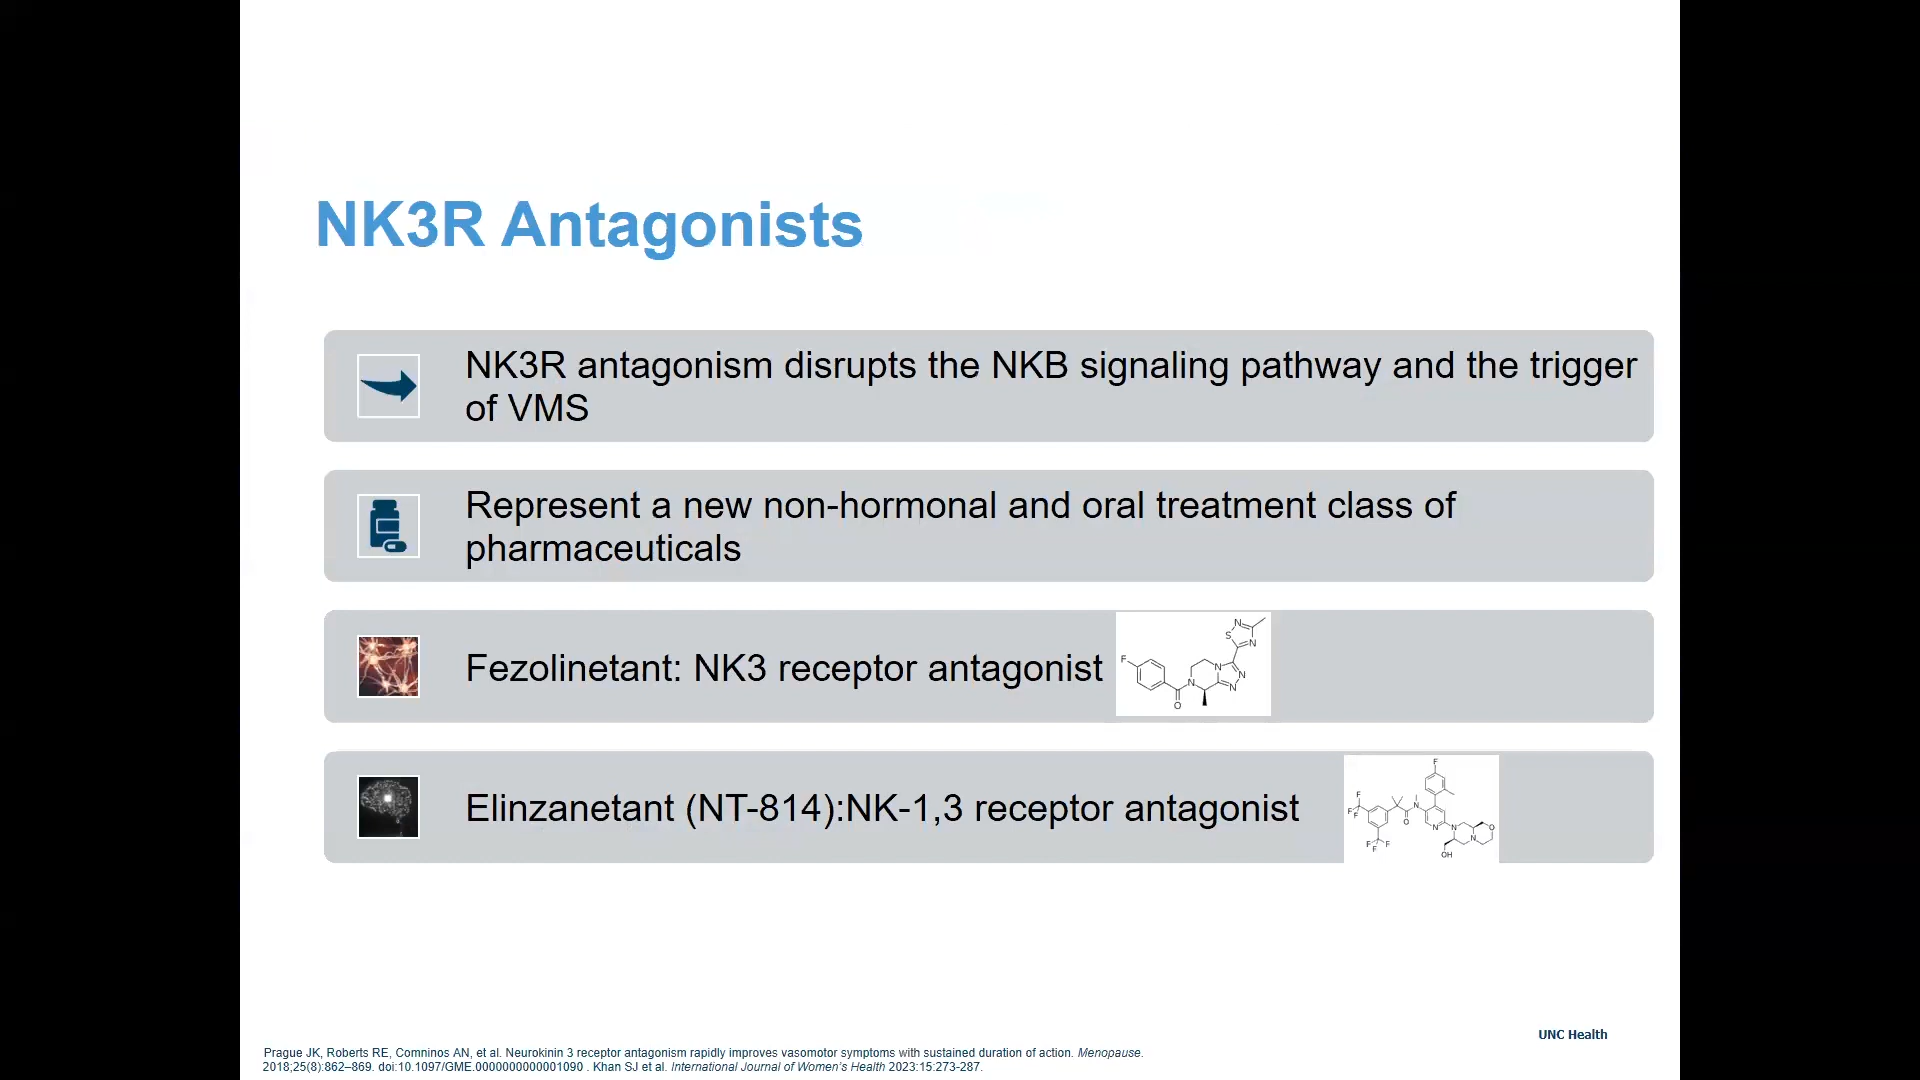 NK3R Antagonists
NK3R antagonism disrupts the NKB signaling pathway and the trigger
of VMS
Represent a new non-hormonal and oral treatment class of
pharmaceuticals
Fezolinetant: NK3 receptor antagonist
F
O
N
N
N
N
S
N
N
Elinzanetant (NT-814):NK-1,3 receptor antagonist
F
F
F
F
F
F
F
O
N
N
N
N
O
OH
UNC Health
Prague JK, Roberts RE, Comninos AN, et al. Neurokinin 3 receptor antagonism rapidly improves vasomotor symptoms with sustained duration of action. Menopause.
2018;25(8):862–869. doi:10.1097/GME.0000000000001090 . Khan SJ et al. International Journal of Women's Health 2023:15:273-287.